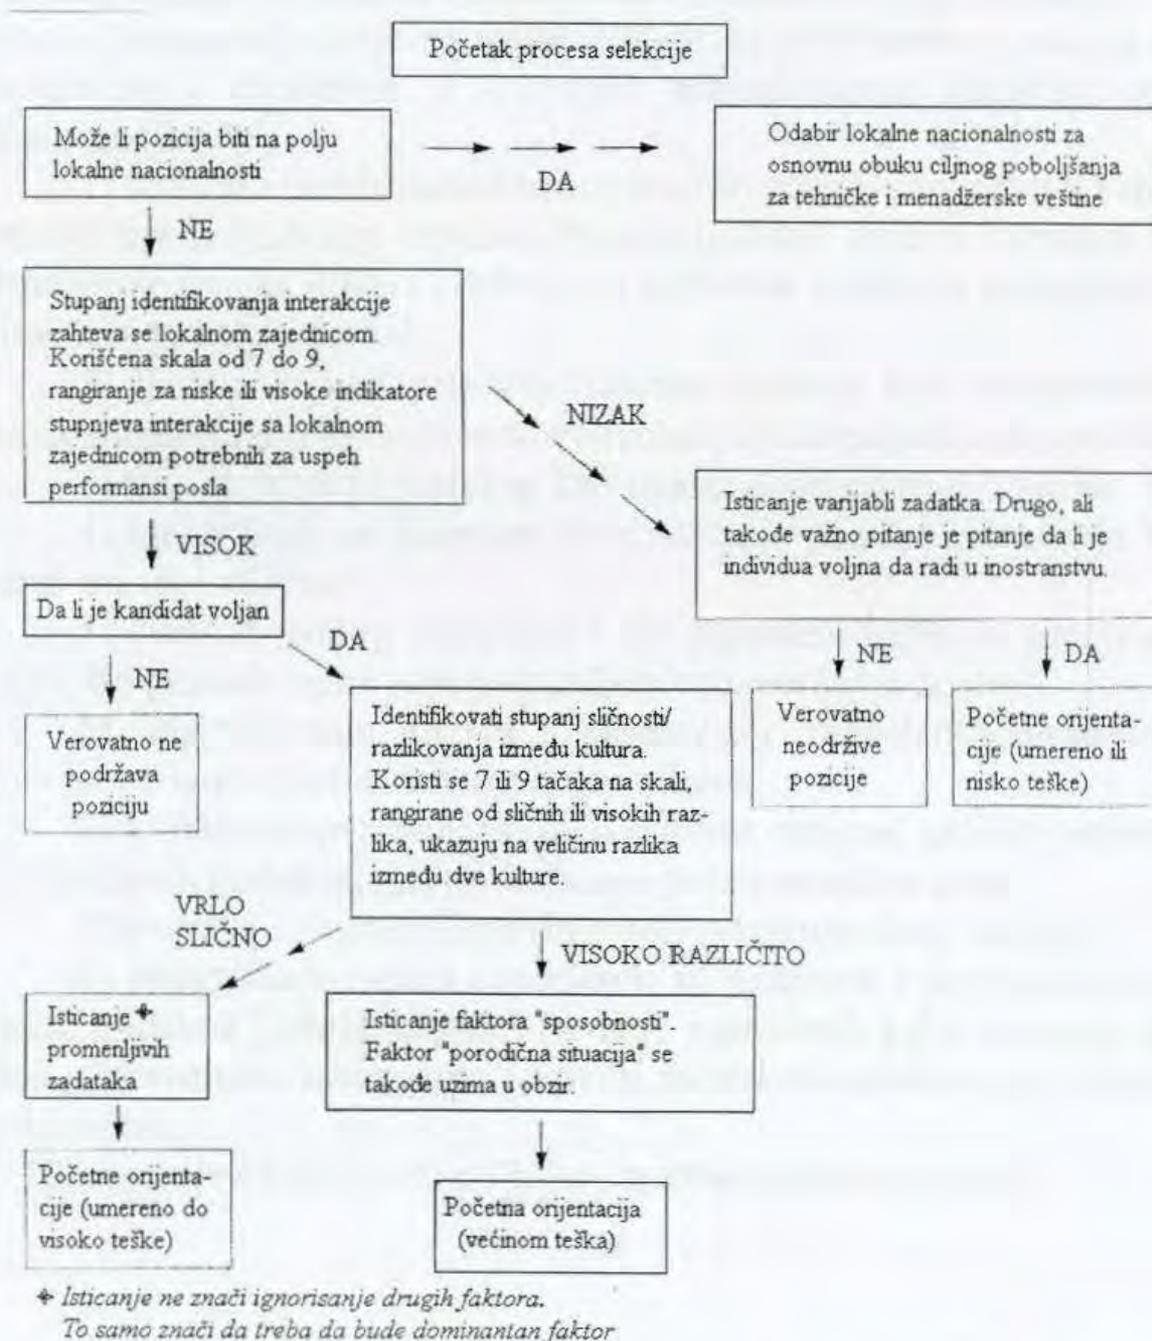 Početak procesa selekcije
Može li pozicija biti na polju
lokalne nacionalnosti
DA
Odabir lokalne nacionalnosti za
osnovnu obuku ciljnog poboljšanja
za tehničke i menadžerske veštine
NE
Stupanj identifikovanja interakcije
zahteva se lokalnom zajednicom.
Korišćena skala od 7 do 9,
rangiranje za niske ili visoke indikatore
stupnjeva interakcije sa lokalnom
zajednicom potrebnih za uspeh
performansi posla
NIZAK
Isticanje varijabli zadatka. Drugo, ali
takođe važno pitanje je pitanje da li je
individua voljna da radi u inostranstvu.
VISOK
Da li je kandidat voljan
NE
DA
NE
DA
Verovatno ne
podržava
poziciju
Identifikovati stupanj sličnosti/
razlikovanja između kultura.
Koristi se 7 ili 9 tačaka na skali,
rangirane od sličnih ili visokih raz-
lika, ukazuju na veličinu razlika
između dve kulture.
Verovatno
neodržive
pozicije
Početne orijenta-
cije (umereno ili
nisko teške)
VRLO
SLIČNO
VISOKO RAZLIČITO
Isticanje ✦
promenljivih
zadataka
Isticanje faktora "sposobnosti".
Faktor "porodična situacija" se
takođe uzima u obzir.
Početne orijenta-
cije (umereno do
visoko teške)
Početna orijentacija
(većinom teška)
✦ Isticanje ne znači ignorisanje drugih faktora.
To samo znači da treba da bude dominantan faktor